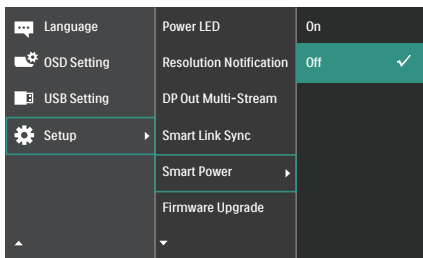 Language
OSD Setting
USB Setting
Setup
Power LED
Resolution Notification
DP Out Multi-Stream
Smart Link Sync
Smart Power
Firmware Upgrade
On
Off